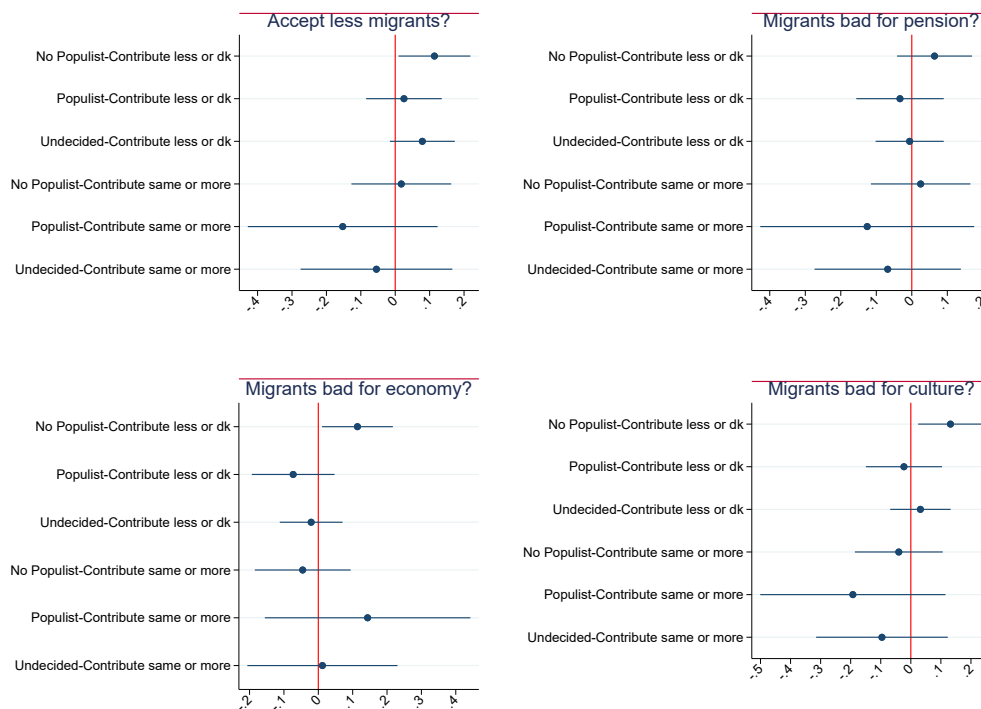 Accept less migrants?
No Populist-Contribute less or dk
Populist-Contribute less or dk
Undecided-Contribute less or dk
No Populist-Contribute same or more
Populist-Contribute same or more
Undecided-Contribute same or more
-.4 -.3 -.2 -.1 0 .1 .2
Migrants bad for pension?
No Populist-Contribute less or dk
Populist-Contribute less or dk
Undecided-Contribute less or dk
No Populist-Contribute same or more
Populist-Contribute same or more
Undecided-Contribute same or more
-.4 -.3 -.2 -.1 0 .1 .2
Migrants bad for economy?
No Populist-Contribute less or dk
Populist-Contribute less or dk
Undecided-Contribute less or dk
No Populist-Contribute same or more
Populist-Contribute same or more
Undecided-Contribute same or more
-.2 -.1 0 .1 .2 .3 .4
Migrants bad for culture?
No Populist-Contribute less or dk
Populist-Contribute less or dk
Undecided-Contribute less or dk
No Populist-Contribute same or more
Populist-Contribute same or more
Undecided-Contribute same or more
-.5 -.4 -.3 -.2 -.1 0 .1 .2